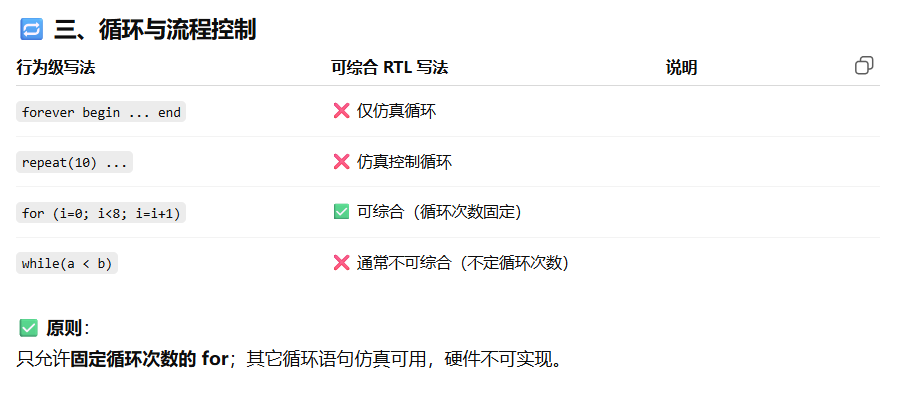 🔁 三、循环与流程控制
行为级写法 可综合 RTL 写法 说明
forever begin ... end ❌ 仅仿真循环
repeat(10) ... ❌ 仿真控制循环
for (i=0; i<8; i=i+1) ✅ 可综合（循环次数固定）
while(a < b) ❌ 通常不可综合（不定循环次数）
✅ 原则：
只允许固定循环次数的 for；其它循环语句仿真可用，硬件不可实现。